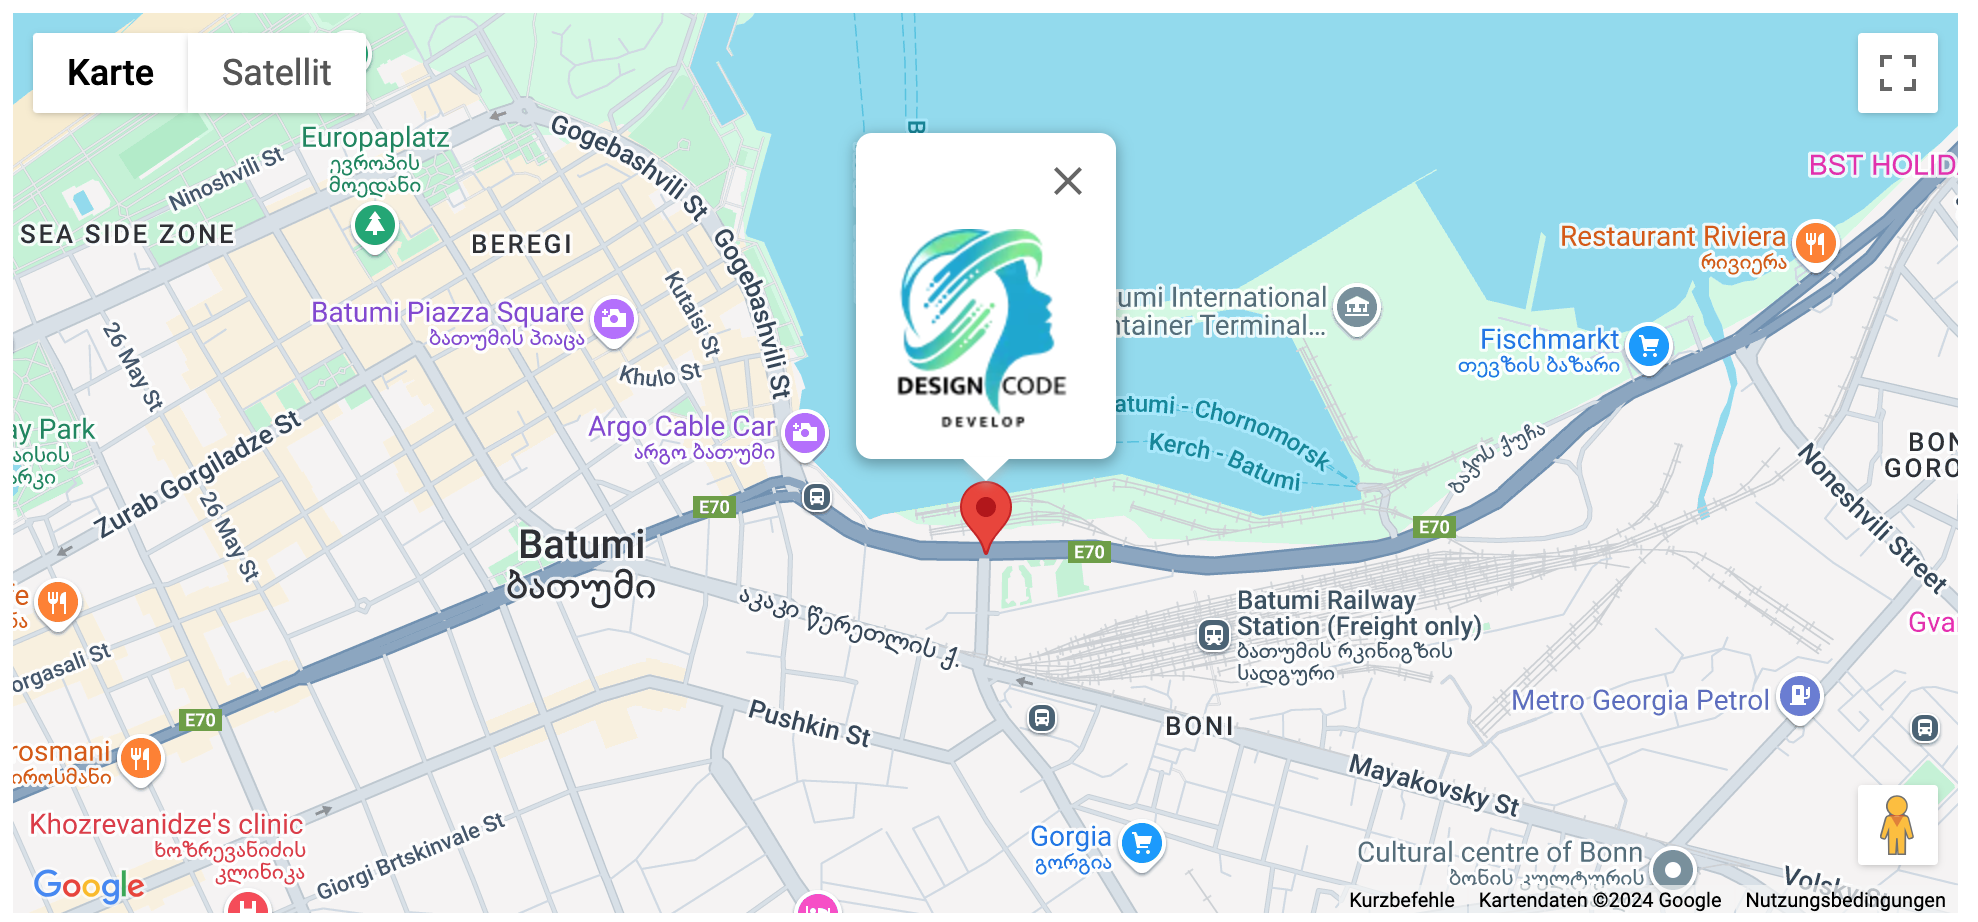 Karte
Satellit
Europaplatz
ევროპის
მოედანი
Ninoshvili St
Gogebashvili St
SEA SIDE ZONE
BEREGI
Gogebashvili St
Kutaisi St
Batumi Piazza Square
ბათუმის პიაცა
26 May St
Khulo St
Argo Cable Car
არგო ბათუმი
ay Park
Zurab Gorgiladze St
26 May St
DESIGN CODE
DEVELOP
BST HOLID
Restaurant Riviera
რივიერა
umi International
ntainer Terminal...
Fischmarkt
თევზის ბაზარი
atumi - Chornomorsk
Kerch - Batumi
ბაქოს ქუჩა
BON
GORO
Noneshvili Street
E70
E70
E70
E70
Batumi
ბათუმი
აკაკი წერეთლის ქ.
Batumi Railway
Station (Freight only)
ბათუმის რკინიგზის
სადგური
Gva
Metro Georgia Petrol
orgasali St
rosmani
იროსმანი
Pushkin St
BONI
Mayakovsky St
Khozrevanidze's clinic
ხოზრევანიძის
კლინიკა
Giorgi Brtskinvale St
Gorgia
გორგია
Cultural centre of Bonn
ბონის კულტურის
Volsky St
Google
Kurzbefehle
Kartendaten ©2024 Google
Nutzungsbedingungen